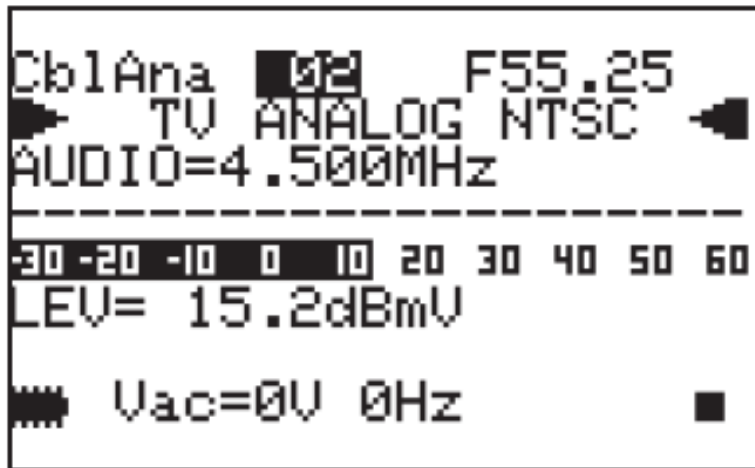 CblAna 02 F55.25
TV ANALOG NTSC
AUDIO=4.500MHz
-30 -20 -10 0 10 20 30 40 50 60
LEV= 15.2dBmV
Vac=0V 0Hz